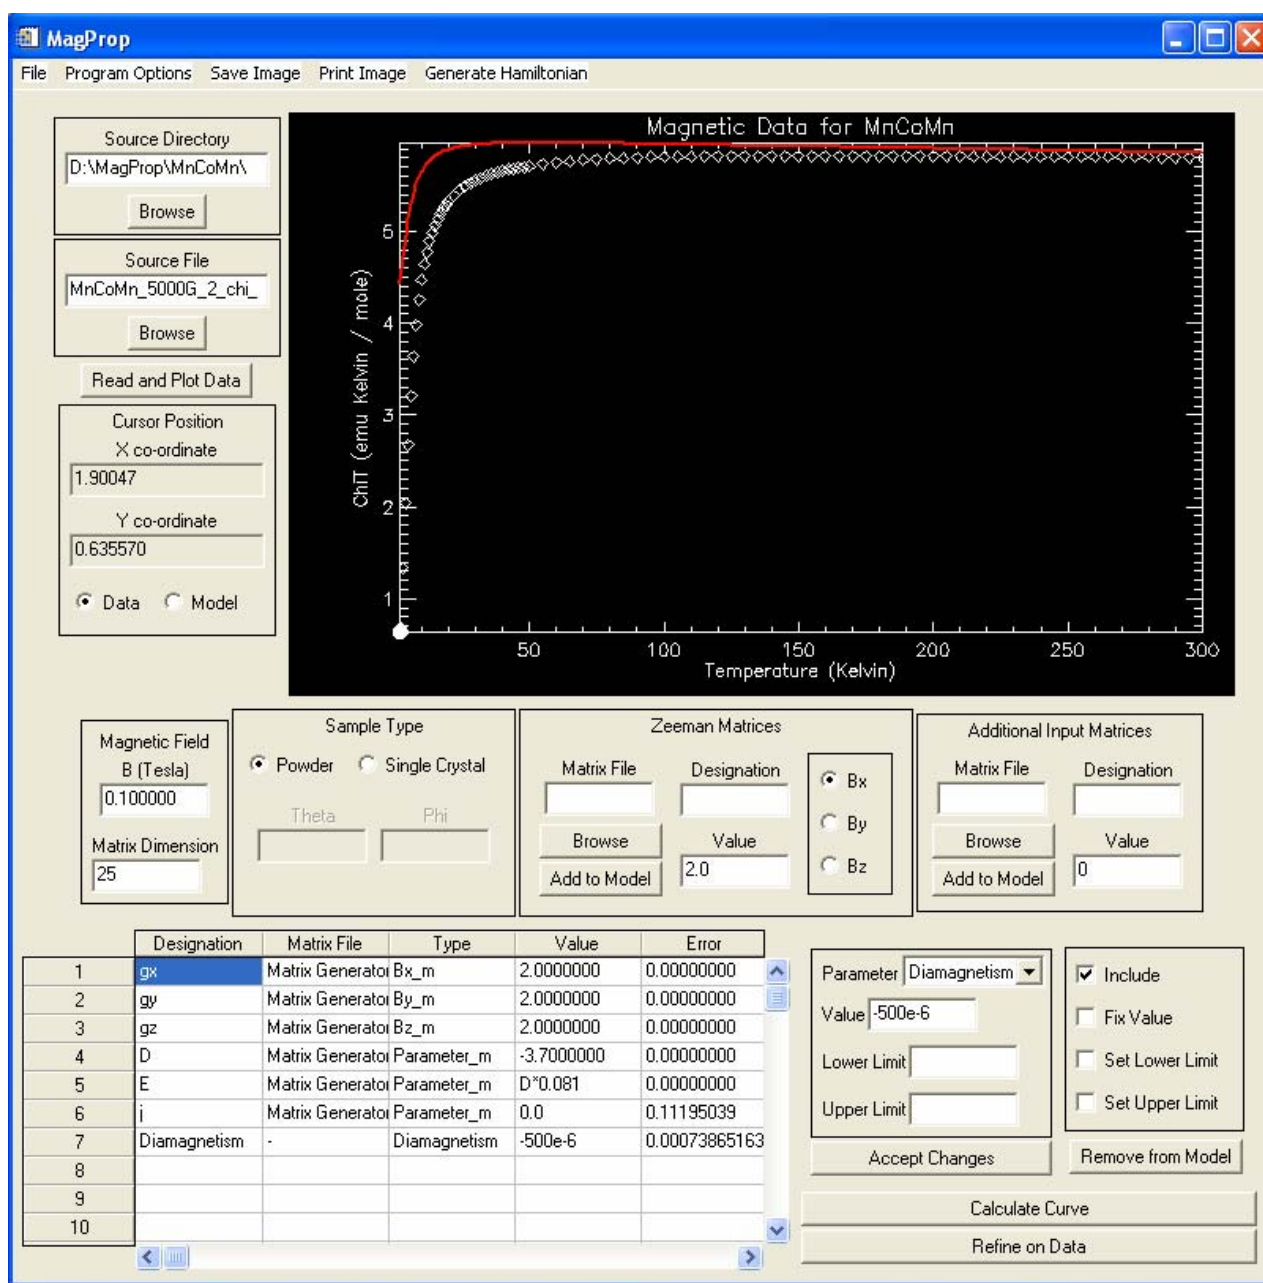 MagProp
File Program Options Save Image Print Image Generate Hamiltonian
Source Directory
D:\MagProp\MnCoMn\
Browse
Source File
MnCoMn_5000G_2_chi_
Browse
Read and Plot Data
Cursor Position
X co-ordinate
1.90047
Y co-ordinate
0.635570
Data Model
Magnetic Data for MnCoMn
ChiT (emu Kelvin / mole)
5
4
3
2
1
50 100 150 200 250 300
Temperature (Kelvin)
Magnetic Field
B (Tesla)
0.100000
Matrix Dimension
25
Sample Type
Powder Single Crystal
Theta Phi
Zeeman Matrices
Matrix File Designation
Browse Value
Add to Model 2.0
Bx
By
Bz
Additional Input Matrices
Matrix File Designation
Browse Value
Add to Model 0
Designation Matrix File Type Value Error
1 gx Matrix Generator Bx_m 2.0000000 0.00000000
2 gy Matrix Generator By_m 2.0000000 0.00000000
3 gz Matrix Generator Bz_m 2.0000000 0.00000000
4 D Matrix Generator Parameter_m -3.7000000 0.00000000
5 E Matrix Generator Parameter_m D*0.081 0.00000000
6 j Matrix Generator Parameter_m 0.0 0.11195039
7 Diamagnetism - Diamagnetism -500e-6 0.00073865163
8
9
10
Parameter Diamagnetism
Value -500e-6
Lower Limit
Upper Limit
Accept Changes
Include
Fix Value
Set Lower Limit
Set Upper Limit
Remove from Model
Calculate Curve
Refine on Data